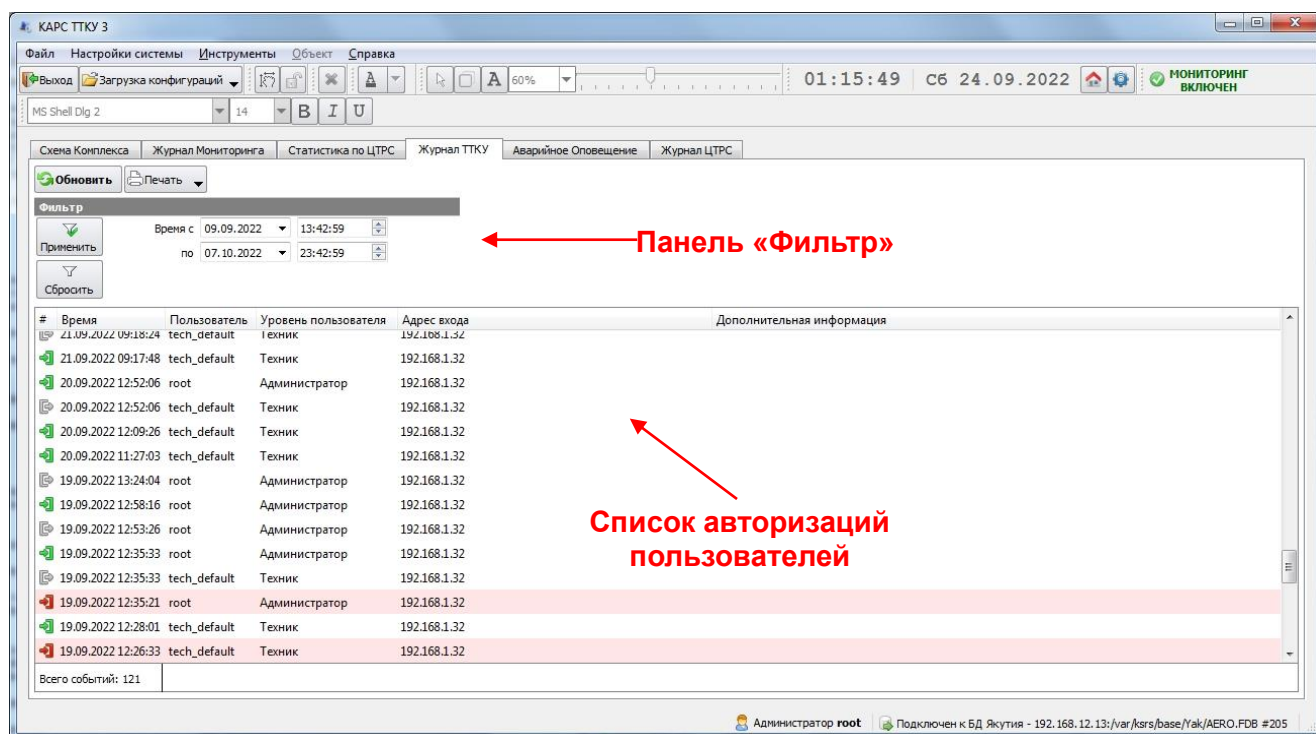 КАРС ТТКУ 3
Файл Настройки системы Инструменты Объект Справка
Выход Загрузка конфигураций A A 60% 01:15:49 Сб 24.09.2022 МОНИТОРИНГ
ВКЛЮЧЕН
MS Shell Dlg 2 14 B I U
Схема Комплекса Журнал Мониторинга Статистика по ЦТРС Журнал ТТКУ Аварийное Оповещение Журнал ЦТРС
Обновить Печать
Фильтр
Применить Время с 09.09.2022 13:42:59
по 07.10.2022 23:42:59
Сбросить
Панель «Фильтр»
# Время Пользователь Уровень пользователя Адрес входа Дополнительная информация
21.09.2022 09:18:24 tech_default Техник 192.168.1.32
21.09.2022 09:17:48 tech_default Техник 192.168.1.32
20.09.2022 12:52:06 root Администратор 192.168.1.32
20.09.2022 12:52:06 tech_default Техник 192.168.1.32
20.09.2022 12:09:26 tech_default Техник 192.168.1.32
20.09.2022 11:27:03 tech_default Техник 192.168.1.32
19.09.2022 13:24:04 root Администратор 192.168.1.32
19.09.2022 12:58:16 root Администратор 192.168.1.32
19.09.2022 12:53:26 root Администратор 192.168.1.32
19.09.2022 12:35:33 root Администратор 192.168.1.32
19.09.2022 12:35:33 tech_default Техник 192.168.1.32
19.09.2022 12:35:21 root Администратор 192.168.1.32
19.09.2022 12:28:01 tech_default Техник 192.168.1.32
19.09.2022 12:26:33 tech_default Техник 192.168.1.32
Список авторизаций
пользователей
Всего событий: 121
Администратор root Подключен к БД Якутия - 192.168.12.13:/var/ksrs/base/Yak/AERO.FDB #205